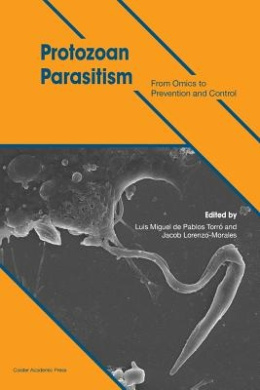 Protozoan
Parasitism
From Omics to
Prevention and Control
Edited by
Luis Miguel de Pablos Torró and
Jacob Lorenzo-Morales
Caister Academic Press